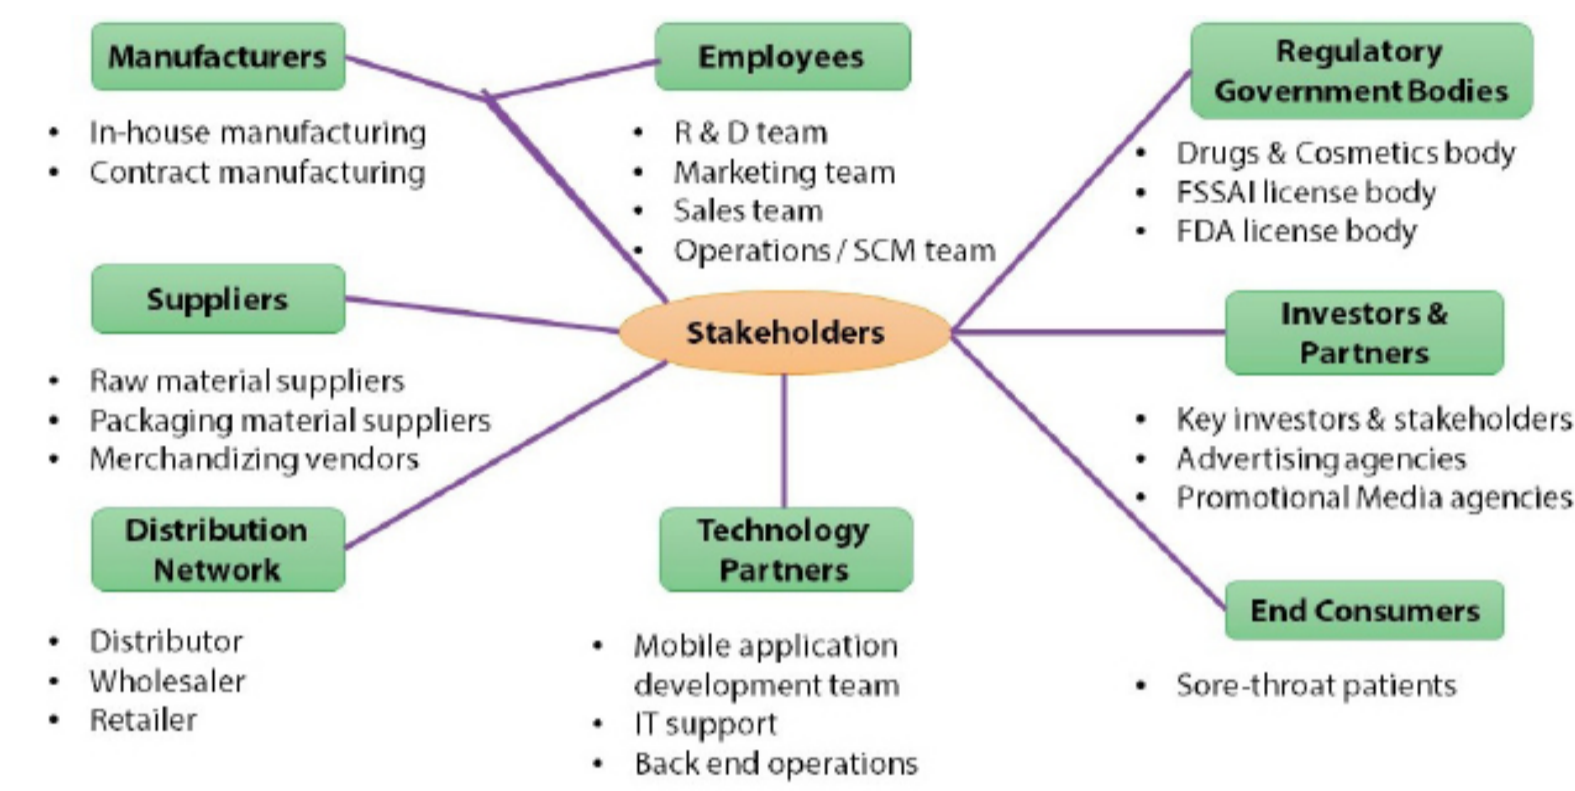 Manufacturers
• In-house manufacturing
• Contract manufacturing
Employees
• R & D team
• Marketing team
• Sales team
• Operations / SCM team
Regulatory
Government Bodies
• Drugs & Cosmetics body
• FSSAI license body
• FDA license body
Suppliers
• Raw material suppliers
• Packaging material suppliers
• Merchandizing vendors
Stakeholders
Investors &
Partners
• Key investors & stakeholders
• Advertising agencies
• Promotional Media agencies
Distribution
Network
• Distributor
• Wholesaler
• Retailer
Technology
Partners
• Mobile application
development team
• IT support
• Back end operations
End Consumers
• Sore-throat patients